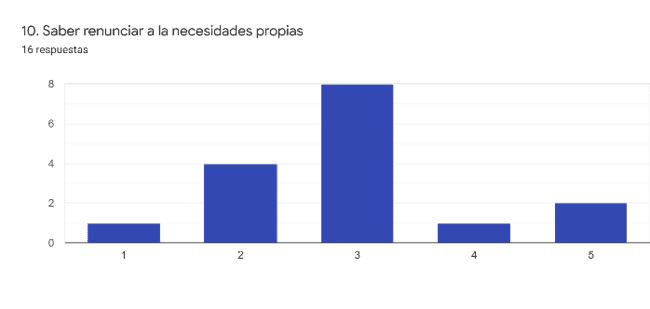 10. Saber renunciar a la necesidades propias
16 respuestas
8
6
4
2
0
1 2 3 4 5